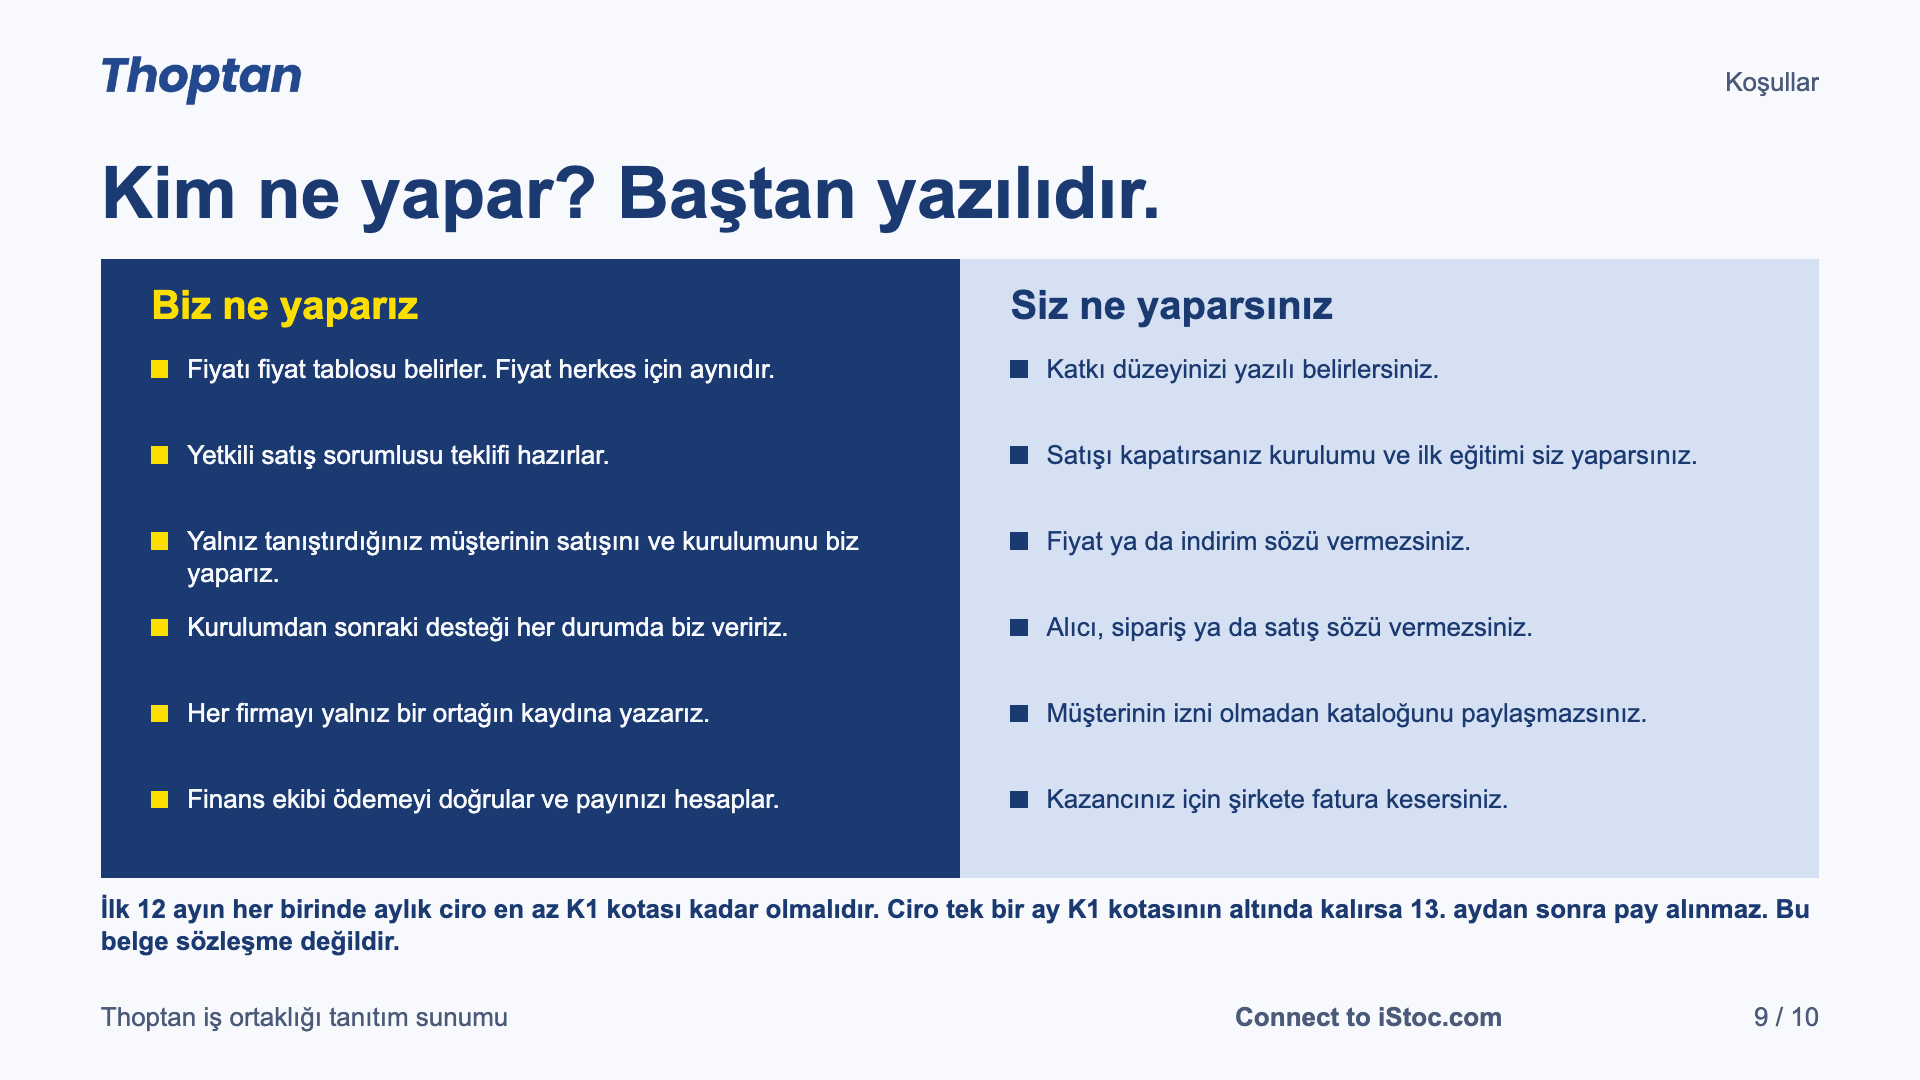 Thoptan
Koşullar
Kim ne yapar? Baştan yazılıdır.
Biz ne yaparız
Fiyatı fiyat tablosu belirler. Fiyat herkes için aynıdır.
Yetkili satış sorumlusu teklifi hazırlar.
Yalnız tanıştırdığınız müşterinin satışını ve kurulumunu biz
yaparız.
Kurulumdan sonraki desteği her durumda biz veririz.
Her firmayı yalnız bir ortağın kaydına yazarız.
Finans ekibi ödemeyi doğrular ve payınızı hesaplar.
Siz ne yaparsınız
Katkı düzeyinizi yazılı belirlersiniz.
Satışı kapatırsanız kurulumu ve ilk eğitimi siz yaparsınız.
Fiyat ya da indirim sözü vermezsiniz.
Alıcı, sipariş ya da satış sözü vermezsiniz.
Müşterinin izni olmadan kataloğunu paylaşmazsınız.
Kazancınız için şirkete fatura kesersiniz.
İlk 12 ayın her birinde aylık ciro en az K1 kotası kadar olmalıdır. Ciro tek bir ay K1 kotasının altında kalırsa 13. aydan sonra pay alınmaz. Bu
belge sözleşme değildir.
Thoptan iş ortaklığı tanıtım sunumu
Connect to iStoc.com
9 / 10